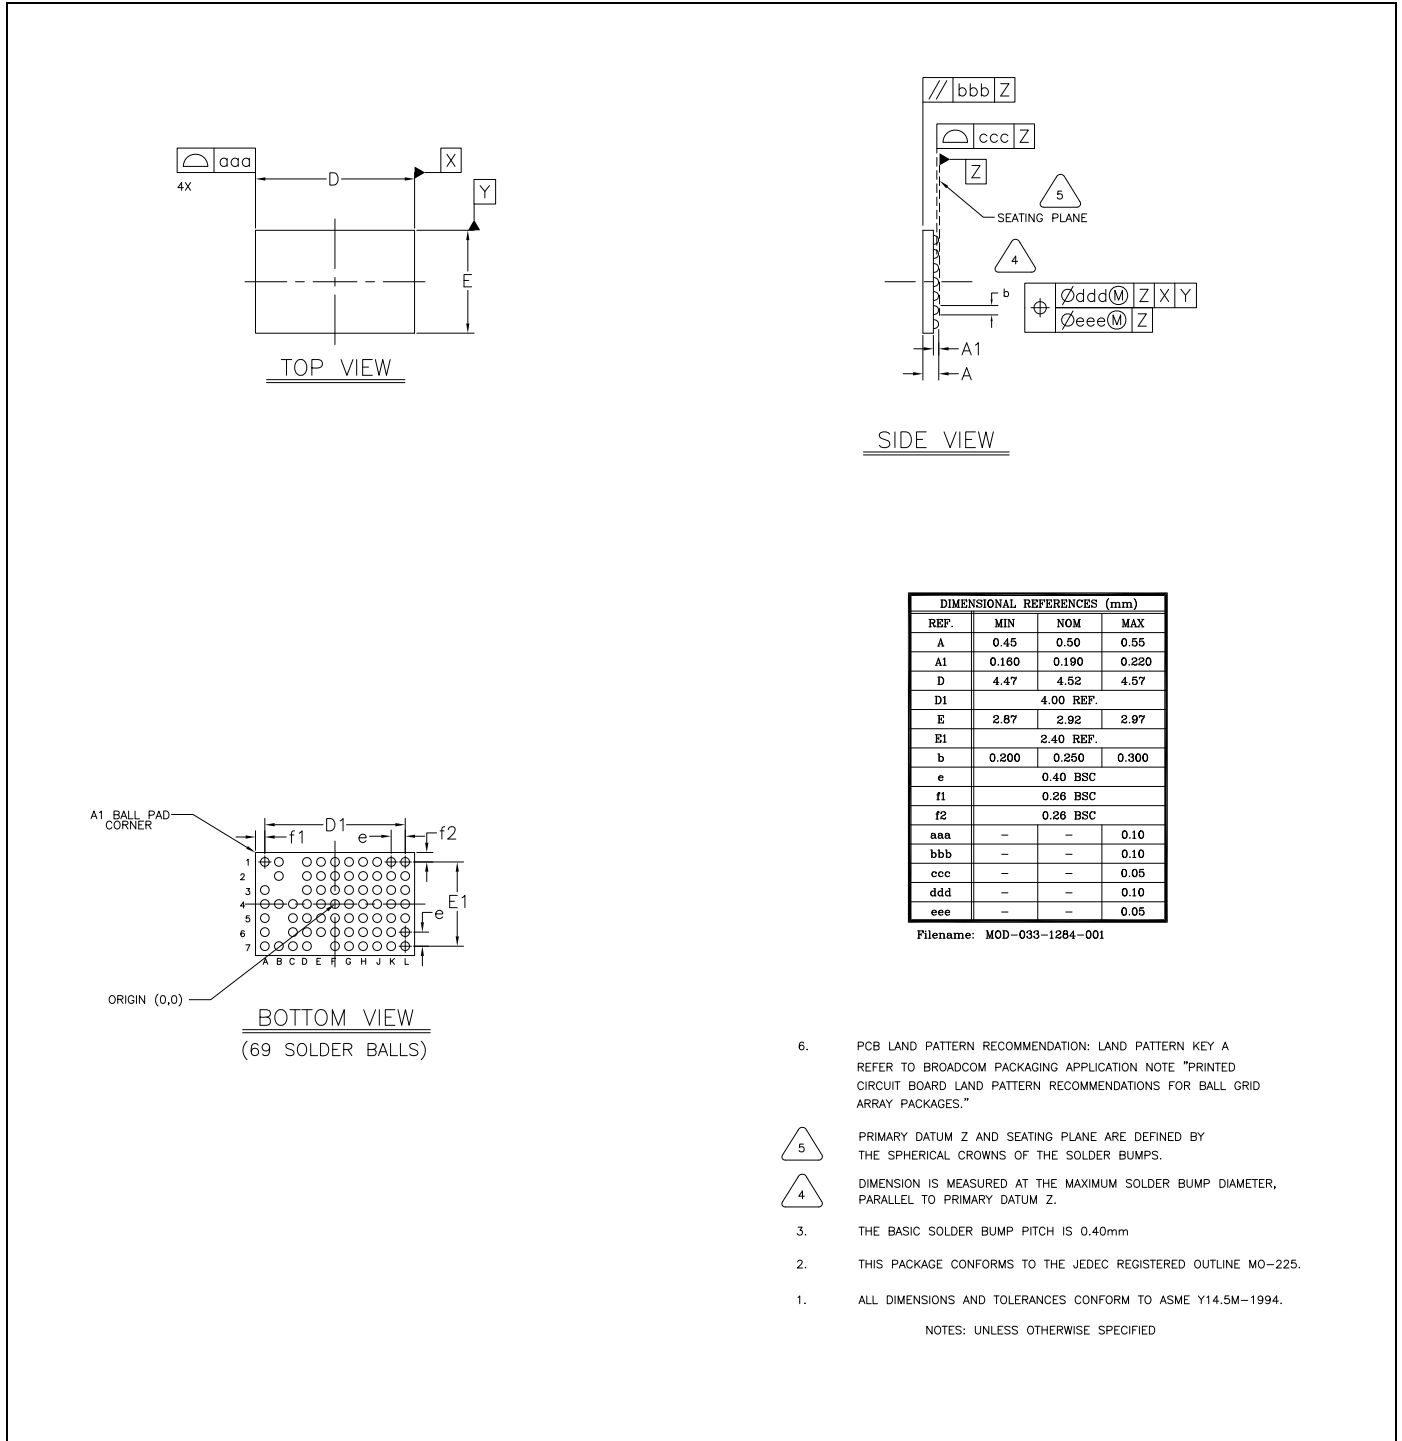 // bbb Z
ccc Z
aaa
4X
D
X
Y
Z
5
SEATING PLANE
4
E
b
Øddd Ⓜ Z X Y
Øeee Ⓜ Z
A1
A
TOP VIEW
SIDE VIEW
DIMENSIONAL REFERENCES (mm)
REF. MIN NOM MAX
A 0.45 0.50 0.55
A1 0.160 0.190 0.220
D 4.47 4.52 4.57
D1 4.00 REF.
E 2.87 2.92 2.97
E1 2.40 REF.
b 0.200 0.250 0.300
e 0.40 BSC
f1 0.26 BSC
f2 0.26 BSC
aaa – – 0.10
bbb – – 0.10
ccc – – 0.05
ddd – – 0.10
eee – – 0.05
Filename: MOD-033-1284-001
A1 BALL PAD
CORNER
D1
f1
e
f2
1
2
3
4
5
6
7
E1
e
A B C D E F G H J K L
ORIGIN (0,0)
BOTTOM VIEW
(69 SOLDER BALLS)
6. PCB LAND PATTERN RECOMMENDATION: LAND PATTERN KEY A
REFER TO BROADCOM PACKAGING APPLICATION NOTE "PRINTED
CIRCUIT BOARD LAND PATTERN RECOMMENDATIONS FOR BALL GRID
ARRAY PACKAGES."
5 PRIMARY DATUM Z AND SEATING PLANE ARE DEFINED BY
THE SPHERICAL CROWNS OF THE SOLDER BUMPS.
4 DIMENSION IS MEASURED AT THE MAXIMUM SOLDER BUMP DIAMETER,
PARALLEL TO PRIMARY DATUM Z.
3. THE BASIC SOLDER BUMP PITCH IS 0.40mm
2. THIS PACKAGE CONFORMS TO THE JEDEC REGISTERED OUTLINE MO-225.
1. ALL DIMENSIONS AND TOLERANCES CONFORM TO ASME Y14.5M-1994.
NOTES: UNLESS OTHERWISE SPECIFIED